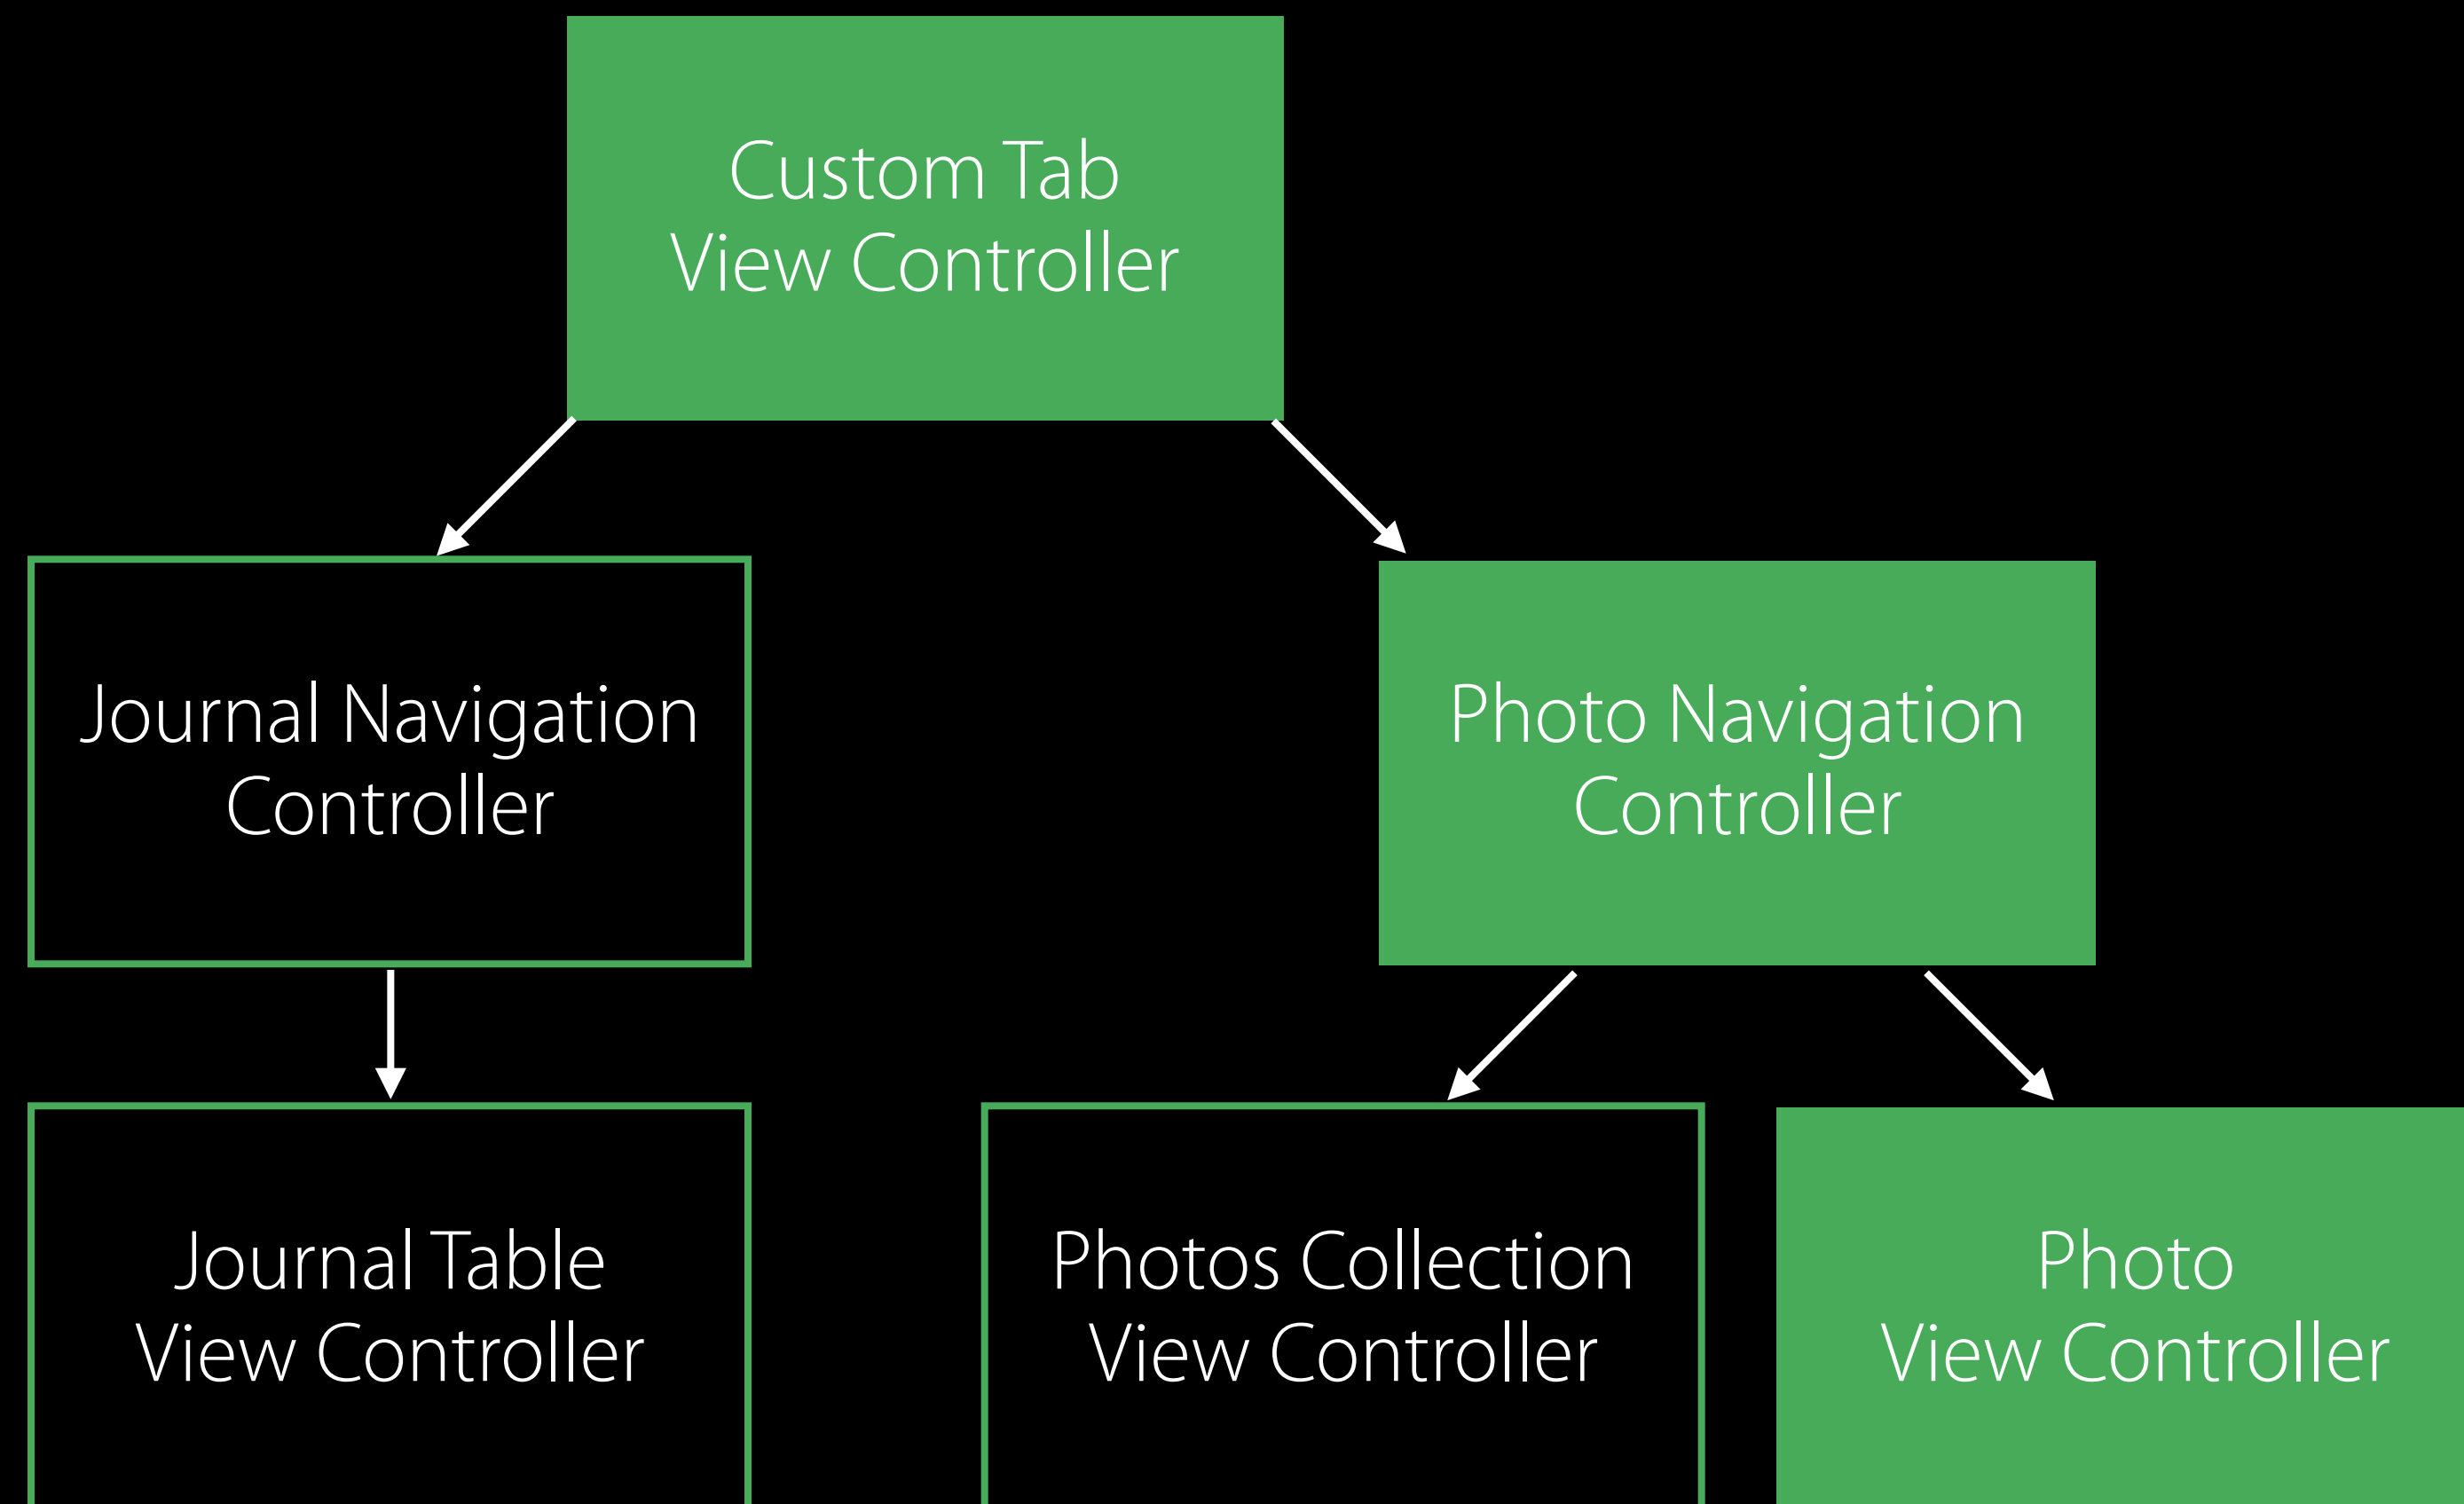 Custom Tab
View Controller
Journal Navigation
Controller
Photo Navigation
Controller
Journal Table
View Controller
Photos Collection
View Controller
Photo
View Controller